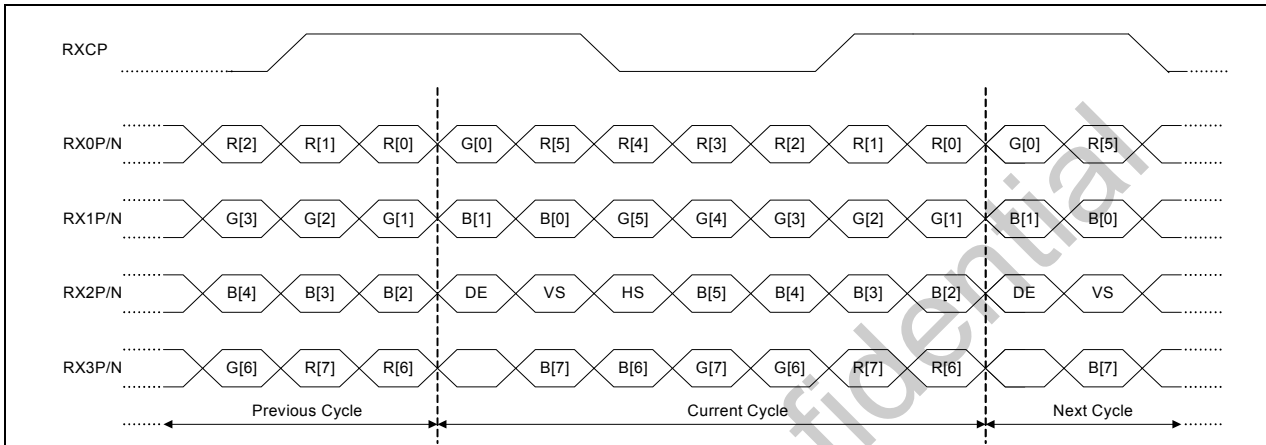 RXCP
RX0P/N R[2] R[1] R[0] G[0] R[5] R[4] R[3] R[2] R[1] R[0] G[0] R[5]
RX1P/N G[3] G[2] G[1] B[1] B[0] G[5] G[4] G[3] G[2] G[1] B[1] B[0]
RX2P/N B[4] B[3] B[2] DE VS HS B[5] B[4] B[3] B[2] DE VS
RX3P/N G[6] R[7] R[6] B[7] B[6] G[7] G[6] R[7] R[6] B[7]
Previous Cycle Current Cycle Next Cycle
fidential